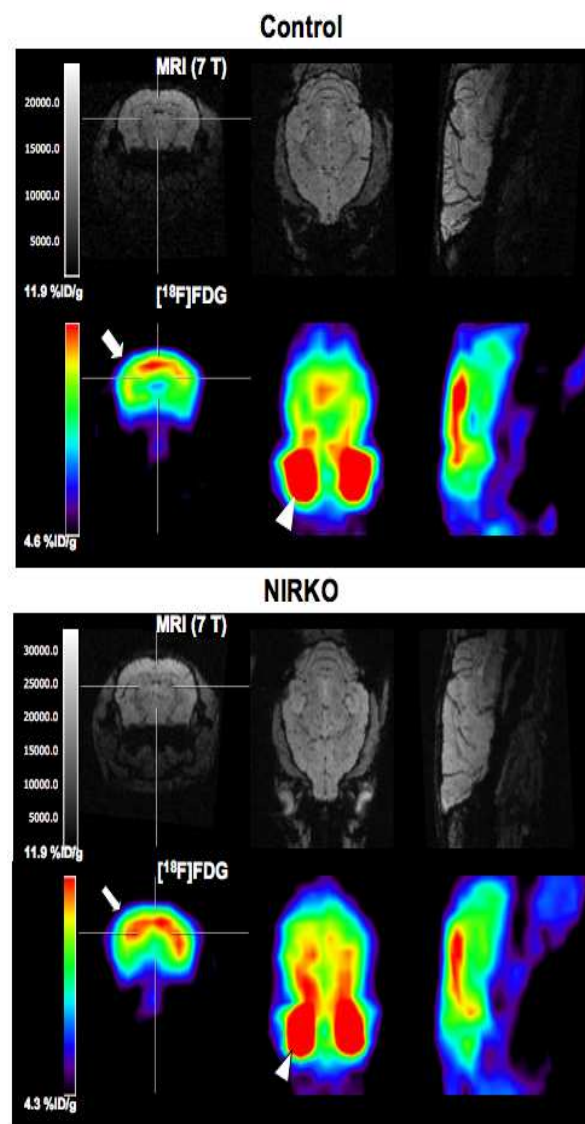 Control
MRI (7 T)
20000.0
15000.0
10000.0
5000.0
11.9 %ID/g
[¹⁸F]FDG
4.6 %ID/g
NIRKO
MRI (7 T)
30000.0
25000.0
20000.0
15000.0
10000.0
5000.0
11.9 %ID/g
[¹⁸F]FDG
4.3 %ID/g